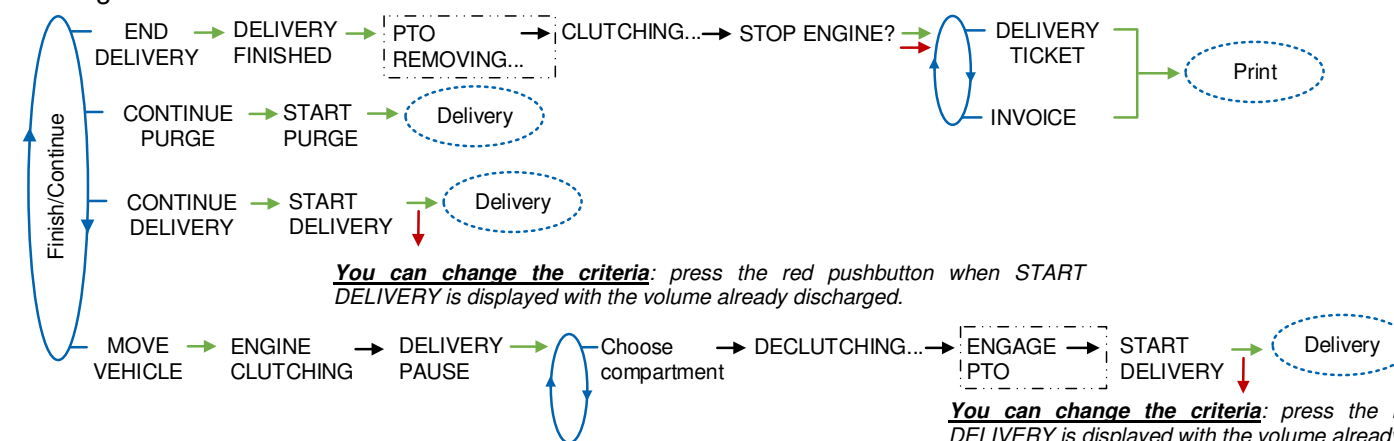 END DELIVERY
DELIVERY FINISHED
PTO REMOVING...
CLUTCHING...
STOP ENGINE?
DELIVERY TICKET
INVOICE
Print
Finish/Continue
CONTINUE PURGE
START PURGE
Delivery
CONTINUE DELIVERY
START DELIVERY
Delivery
You can change the criteria: press the red pushbutton when START
DELIVERY is displayed with the volume already discharged.
MOVE VEHICLE
ENGINE CLUTCHING
DELIVERY PAUSE
Choose compartment
DECLUTCHING...
ENGAGE PTO
START DELIVERY
Delivery
You can change the criteria: press the
DELIVERY is displayed with the volume already